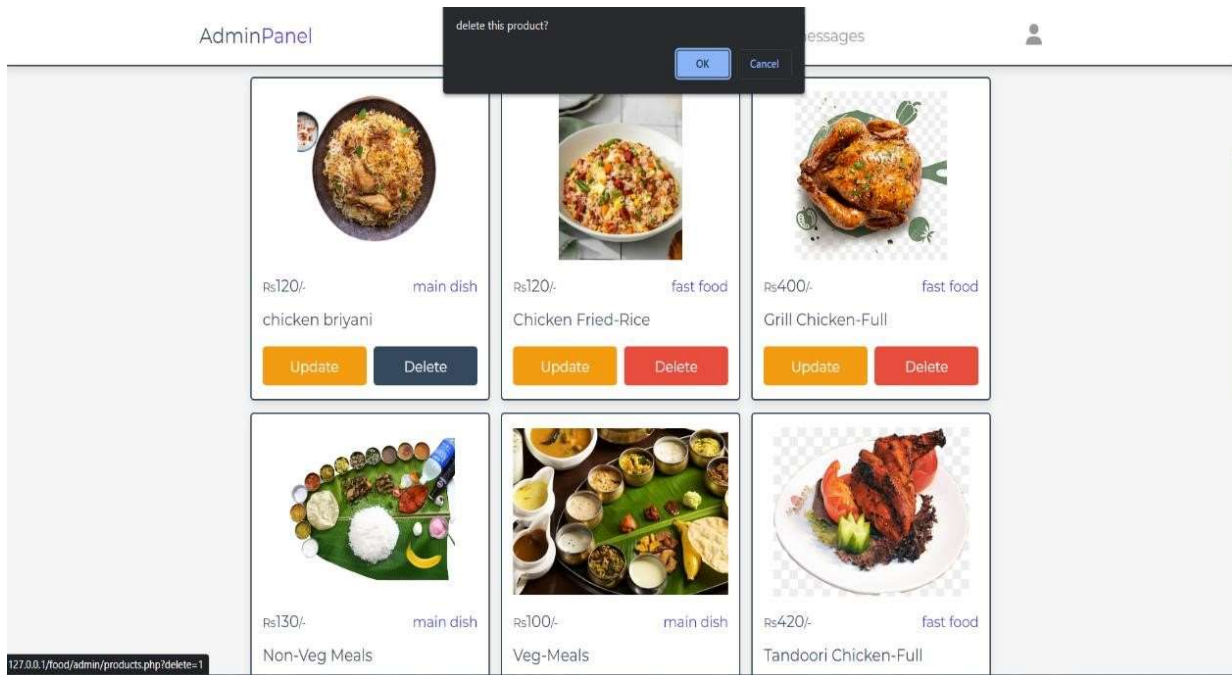 AdminPanel
delete this product?
OK Cancel
Rs120/- main dish
chicken briyani
Update Delete
Rs120/- fast food
Chicken Fried-Rice
Update Delete
Rs400/- fast food
Grill Chicken-Full
Update Delete
Rs130/- main dish
Non-Veg Meals
Rs100/- main dish
Veg-Meals
Rs420/- fast food
Tandoori Chicken-Full
127.0.0.1/food/admin/products.php?delete=1